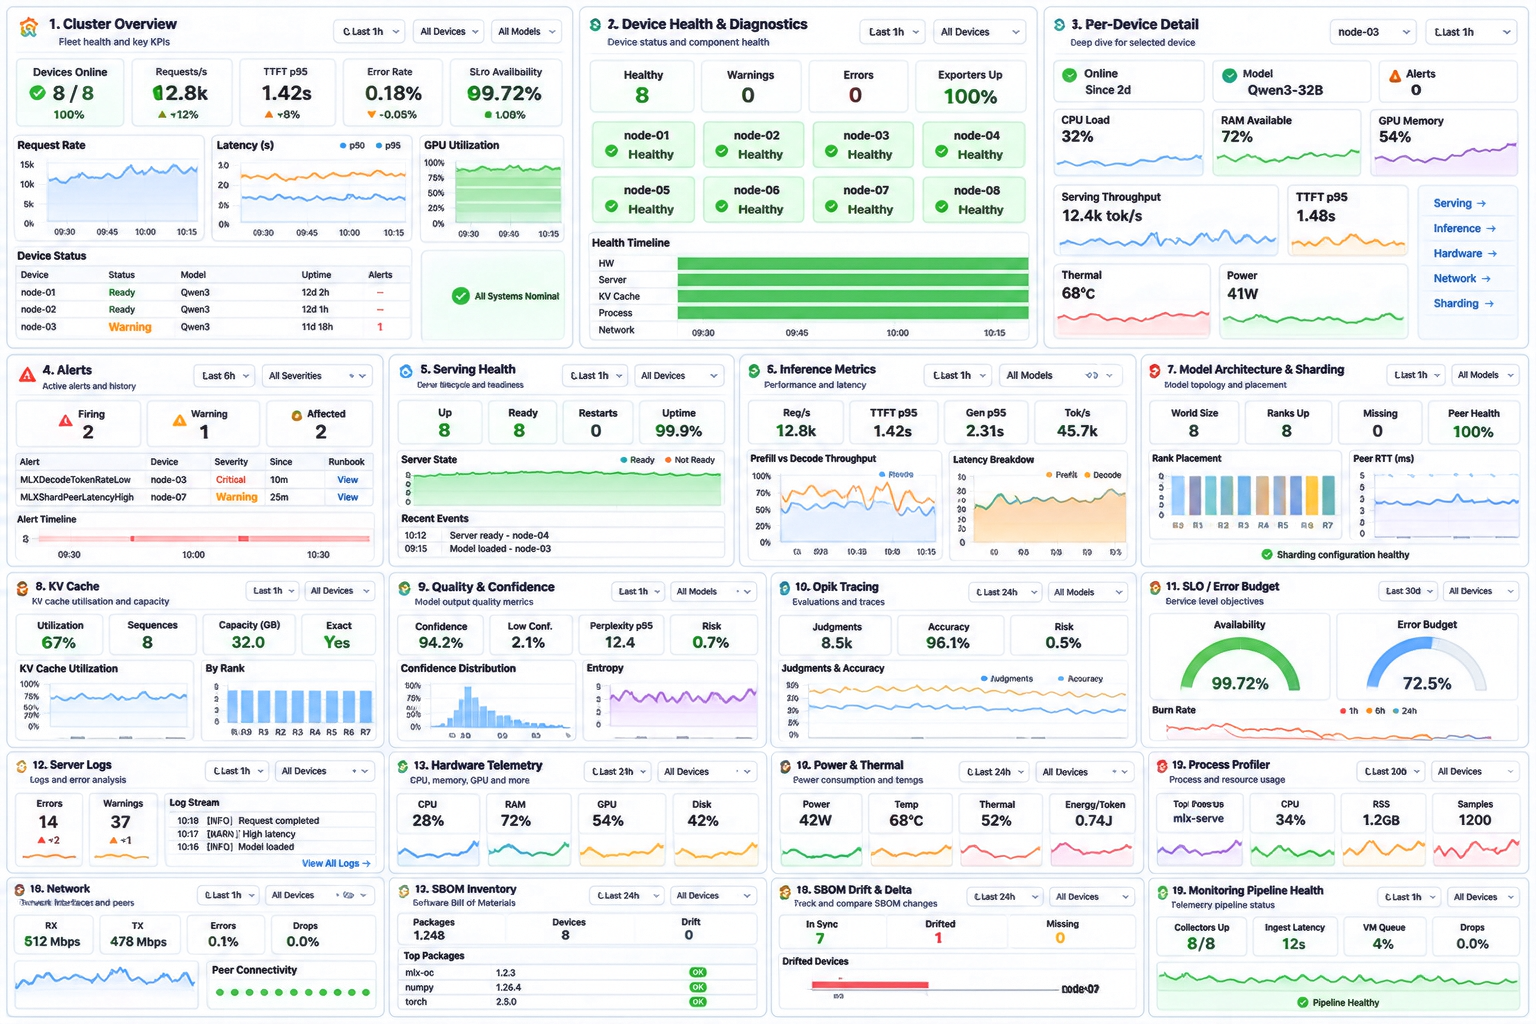 1. Cluster Overview
Fleet health and key KPIs
Last 1h
All Devices
All Models
Devices Online
8 / 8
100%
Requests/s
12.8k
+12%
TTFT p95
1.42s
+8%
Error Rate
0.18%
-0.05%
99.72%
Request Rate
15k
10k
5k
0%
09:30 09:45 10:00 10:15
Latency (s)
p50 p95
GPU Utilization
100%
75%
50%
20%
0%
09:30 10:00 10:15
Device Status
Device Status Model Uptime Alerts
node-01 Ready Qwen3 12d 2h –
node-02 Ready Qwen3 12d 1h –
node-03 Warning Qwen3 11d 18h 1
All Systems Nominal
2. Device Health & Diagnostics
Device status and component health
Last 1h
All Devices
Healthy
8
Warnings
0
Errors
0
Exporters Up
100%
node-01
Healthy
node-02
Healthy
node-03
Healthy
node-04
Healthy
node-05
Healthy
node-06
Healthy
node-07
Healthy
node-08
Healthy
Health Timeline
HW
Server
KV Cache
Process
Network
09:30 09:45 10:00 10:15
3. Per-Device Detail
Deep dive for selected device
node-03
Last 1h
Online
Since 2d
Model
Qwen3-32B
Alerts
0
CPU Load
32%
RAM Available
72%
GPU Memory
54%
Serving Throughput
12.4k tok/s
TTFT p95
1.48s
Thermal
68°C
Power
41W
Serving →
Inference →
Hardware →
Network →
Sharding →
4. Alerts
Active alerts and history
Last 6h
All Severities
Firing
2
Warning
1
Affected
2
Alert Device Severity Since Runbook
MLXDecodeTokenRateLow node-03 Critical 10m View
MLXShardPeerLatencyHigh node-07 Warning 25m View
Alert Timeline
09:30 10:00 10:30
5. Serving Health
Last 1h
All Devices
Up
8
Ready
8
Restarts
0
Uptime
99.9%
Server State
Ready Not Ready
Recent Events
10:12 Server ready - node-04
09:15 Model loaded - node-03
Inference Metrics
Performance and latency
Last 1h
All Models
Req/s
12.8k
TTFT p95
1.42s
Gen p95
2.31s
Tok/s
45.7k
Prefill vs Decode Throughput
100%
70%
50%
20%
0%
10:15
Latency Breakdow
Prefill Decode
7. Model Architecture & Sharding
Model topology and placement
Last 1h
All Models
World Size
8
Ranks Up
8
Missing
0
Peer Health
100%
Rank Placement
R1 R2 R3 R4 R5 R7
Peer RTT (ms)
Sharding configuration healthy
8. KV Cache
KV cache utilisation and capacity
Last 1h
All Devices
Utilization
67%
Sequences
8
Capacity (GB)
32.0
Exact
Yes
KV Cache Utilization
100%
75%
50%
0%
By Rank
R3 R2 R3 R4 R5 R6 R7
9. Quality & Confidence
Model output quality metrics
Last 1h
All Models
Confidence
94.2%
Low Conf.
2.1%
Perplexity p55
12.4
Risk
0.7%
Confidence Distribution
Entropy
10. Opik Tracing
Evaluations and traces
Last 24h
All Models
Judgments
8.5k
Accuracy
96.1%
Risk
0.5%
Judgments & Accuracy
11. SLO / Error Budget
Service level objectives
Last 30d
All Devices
Availability
99.72%
Error Budget
72.5%
Burn Rate
1h 6h 24h
12. Server Logs
Logs and error analysis
Last 1h
All Devices
Errors
14
+2
Warnings
37
+1
Log Stream
10:18 [INFO] Request completed
10:17 High latency
10:16 [INFO] Model loaded
View All Logs →
13. Hardware Telemetry
CPU, memory, GPU and more
All Devices
CPU
28%
RAM
72%
GPU
54%
Disk
42%
Power & Thermal
Power consumption and temps
Last 24h
All Devices
Power
42W
Temp
68°C
Thermal
52%
Energy/Token
0.74J
Process Profiler
Process and resource usage
All Devices
mlx-serve
CPU
34%
RSS
1.2GB
Samples
1200
Network
Last 1h
All Devices
RX
512 Mbps
TX
478 Mbps
Errors
0.1%
Drops
0.0%
Peer Connectivity
SBOM Inventory
Software Bill of Materials
Last 24h
All Devices
Packages
1.248
Devices
8
Drift
0
Top Packages
mlx-oc 1.2.3 OK
numpy 1.26.4 OK
torch 2.5.0 OK
18. SBOM Drift & Delta
Track and compare SBOM changes
Last 24h
All Devices
In Sync
7
Drifted
1
Missing
0
Drifted Devices
node-07
19. Monitoring Pipeline Health
Telemetry pipeline status
Last 1h
All Devices
Collectors Up
8/8
Ingest Latency
12s
VM Queue
4%
Drops
0.0%
Pipeline Healthy